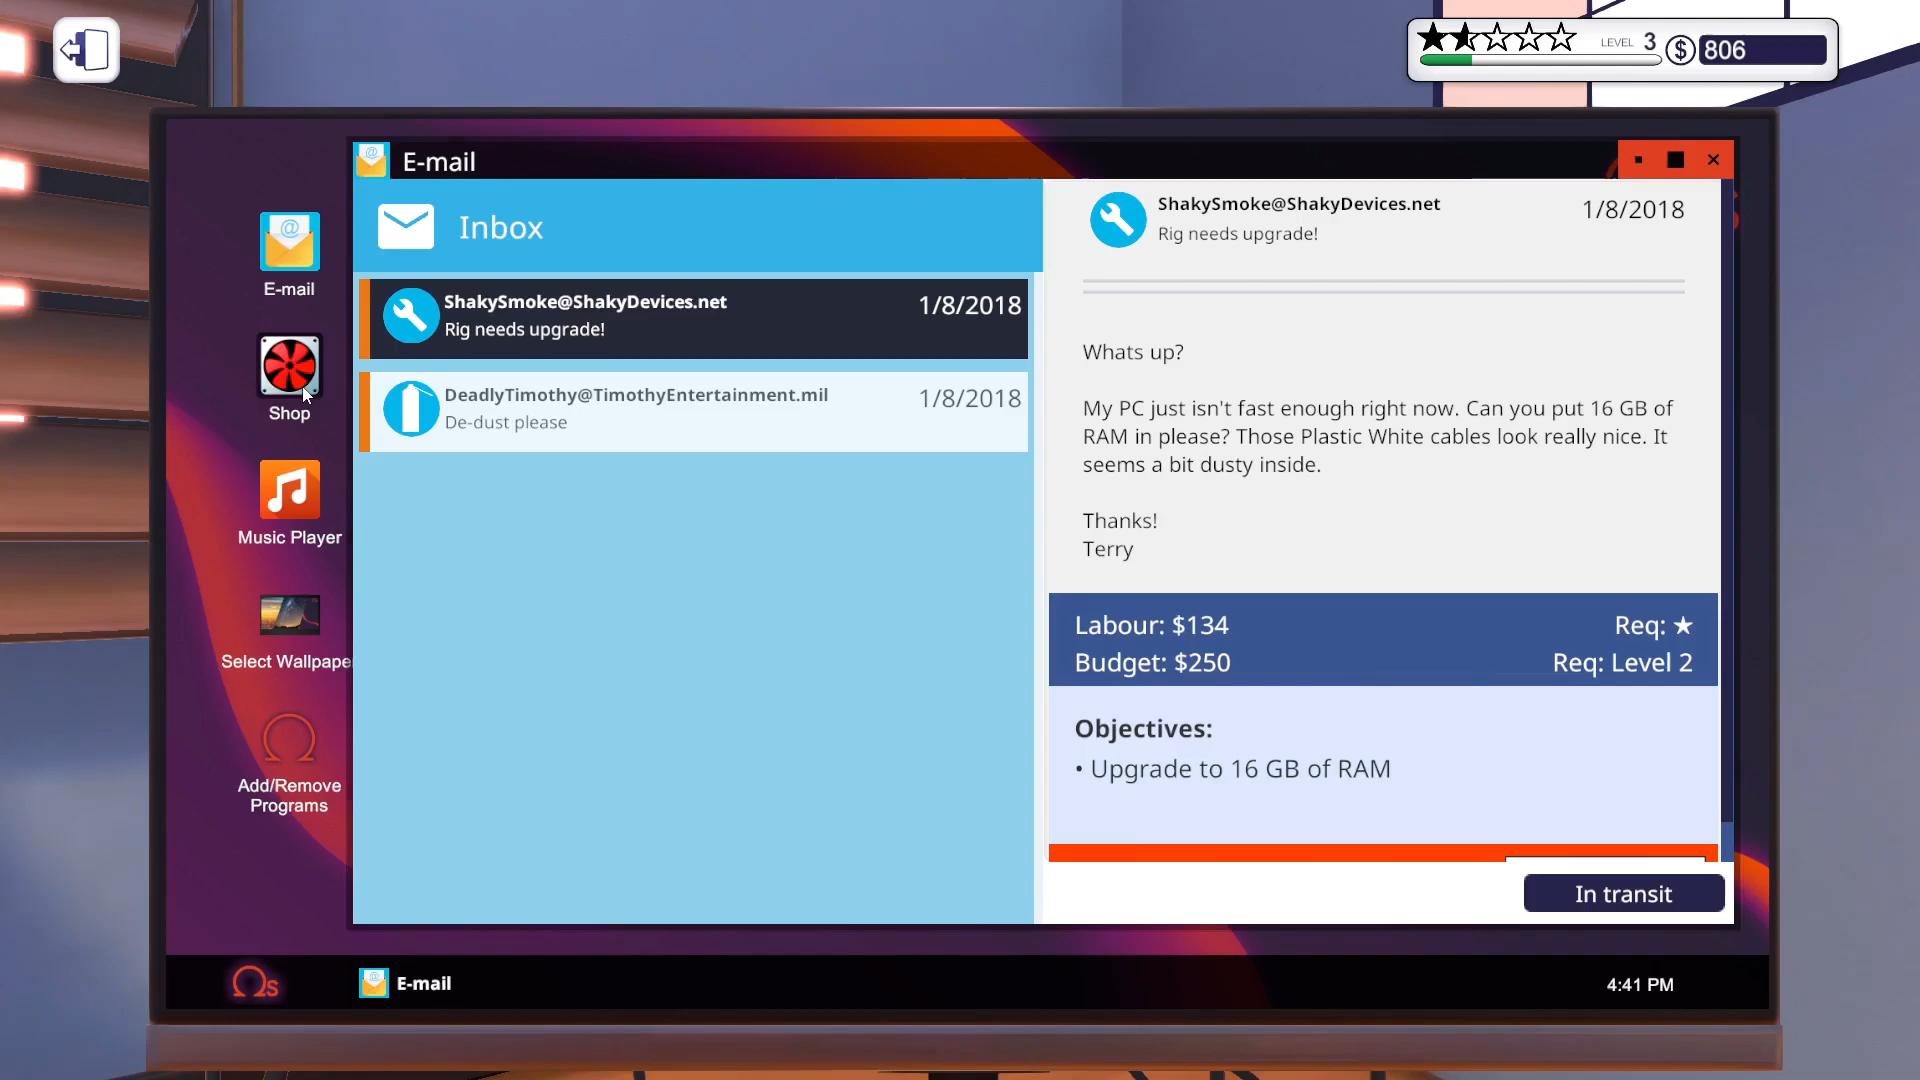 LEVEL 3
$ 806
E-mail
Inbox
ShakySmoke@ShakyDevices.net
1/8/2018
Rig needs upgrade!
DeadlyTimothy@TimothyEntertainment.mil
1/8/2018
De-dust please
ShakySmoke@ShakyDevices.net
1/8/2018
Rig needs upgrade!
Whats up?
My PC just isn't fast enough right now. Can you put 16 GB of
RAM in please? Those Plastic White cables look really nice. It
seems a bit dusty inside.
Thanks!
Terry
Labour: $134
Req: ★
Budget: $250
Req: Level 2
Objectives:
• Upgrade to 16 GB of RAM
In transit
E-mail
Shop
Music Player
Select Wallpape
Add/Remove
Programs
Ωs
E-mail
4:41 PM